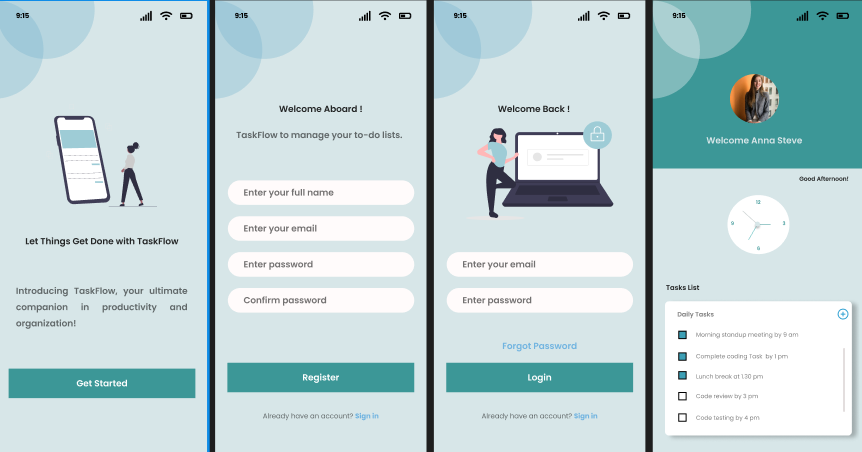 9:15
Let Things Get Done with TaskFlow
Introducing TaskFlow, your ultimate
companion in productivity and
organization!
Get Started
9:15
Welcome Aboard !
TaskFlow to manage your to-do lists.
Enter your full name
Enter your email
Enter password
Confirm password
Register
Already have an account? Sign in
9:15
Welcome Back !
Enter your email
Enter password
Forgot Password
Login
Already have an account? Sign in
9:15
Welcome Anna Steve
Good Afternoon!
12
9 3
6
Tasks List
Daily Tasks
Morning standup meeting by 9 am
Complete coding Task by 1 pm
Lunch break at 1.30 pm
Code review by 3 pm
Code testing by 4 pm